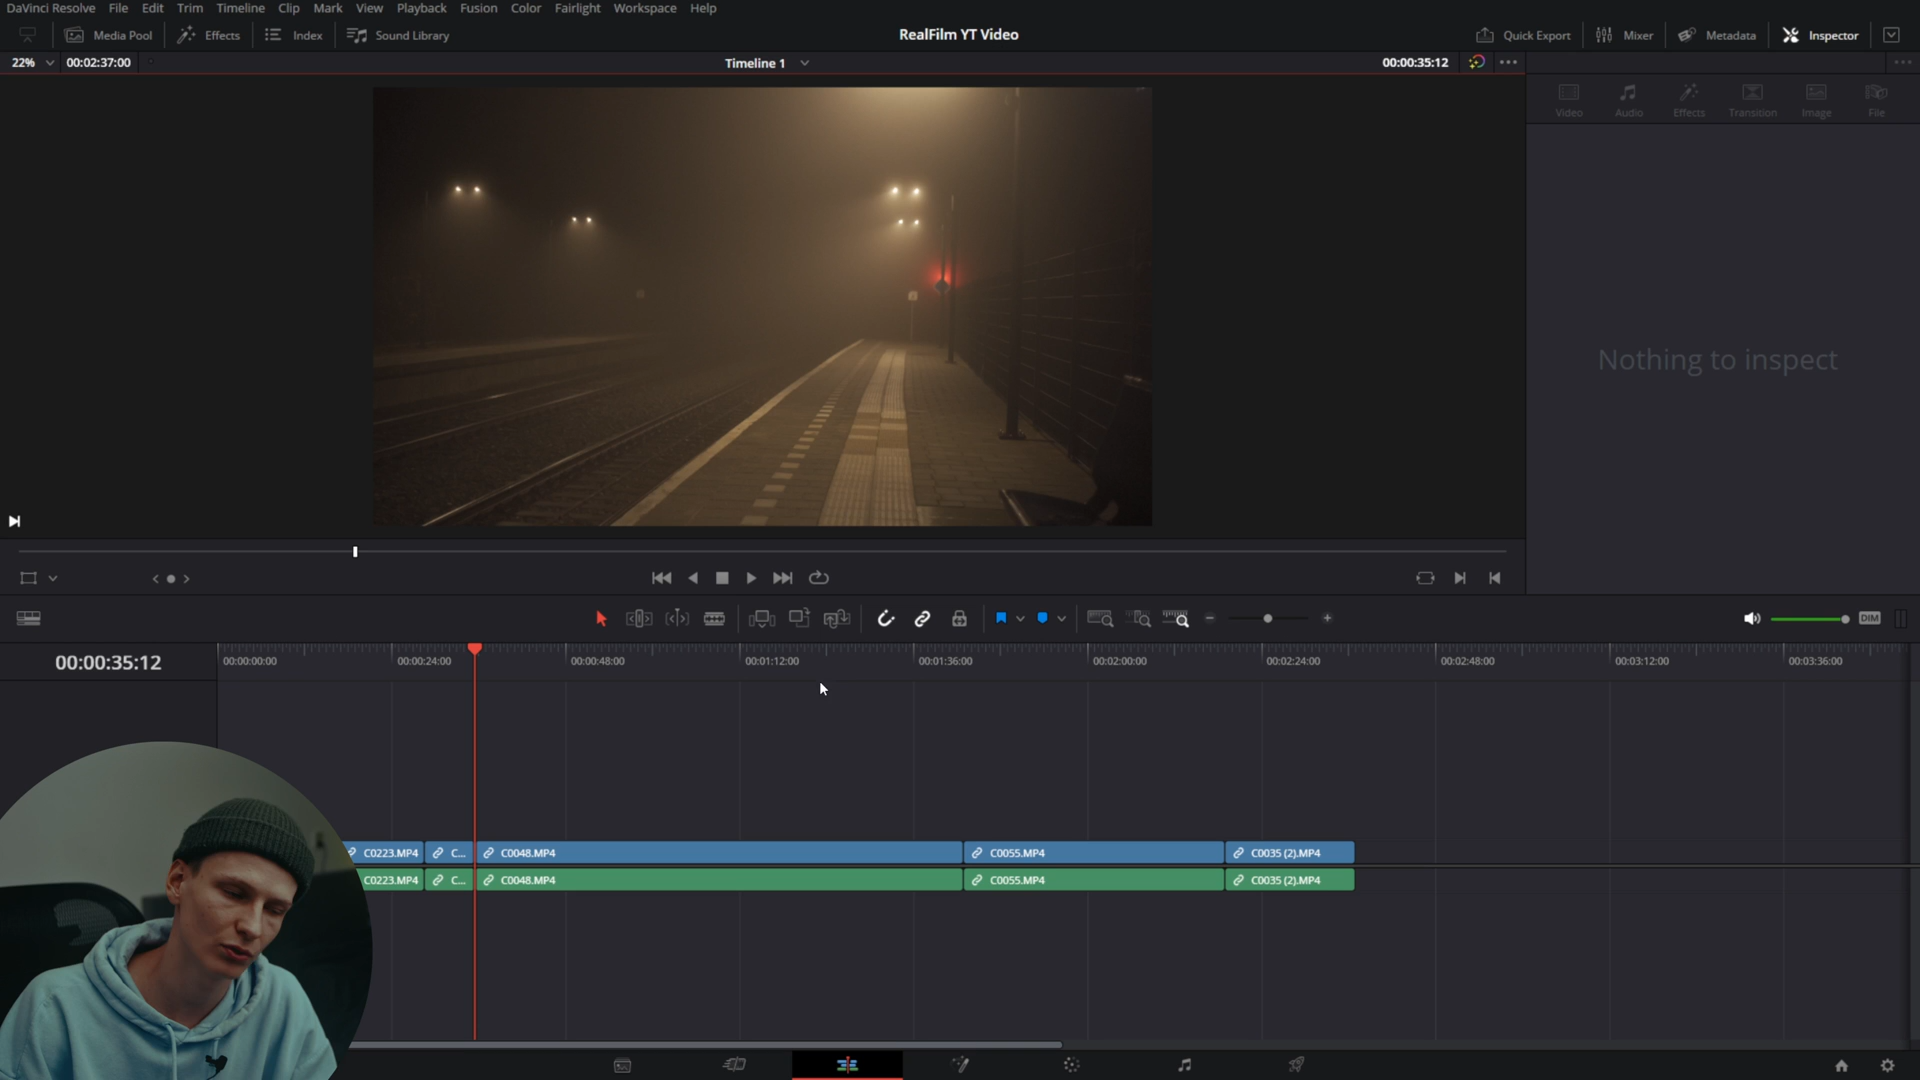 DaVinci Resolve File Edit Trim Timeline Clip Mark View Playback Fusion Color Fairlight Workspace Help
Media Pool Effects Index Sound Library RealFilm YT Video Quick Export Mixer Metadata Inspector
22% 00:02:37:00 Timeline 1 00:00:35:12
Video Audio Effects Transition Image File
Nothing to inspect
DIM
00:00:35:12 00:00:00:00 00:00:24:00 00:00:48:00 00:01:12:00 00:01:36:00 00:02:00:00 00:02:24:00 00:02:48:00 00:03:12:00 00:03:36:00
C0223.MP4 C... C0048.MP4 C0055.MP4 C0035 (2).MP4
C0223.MP4 C... C0048.MP4 C0055.MP4 C0035 (2).MP4